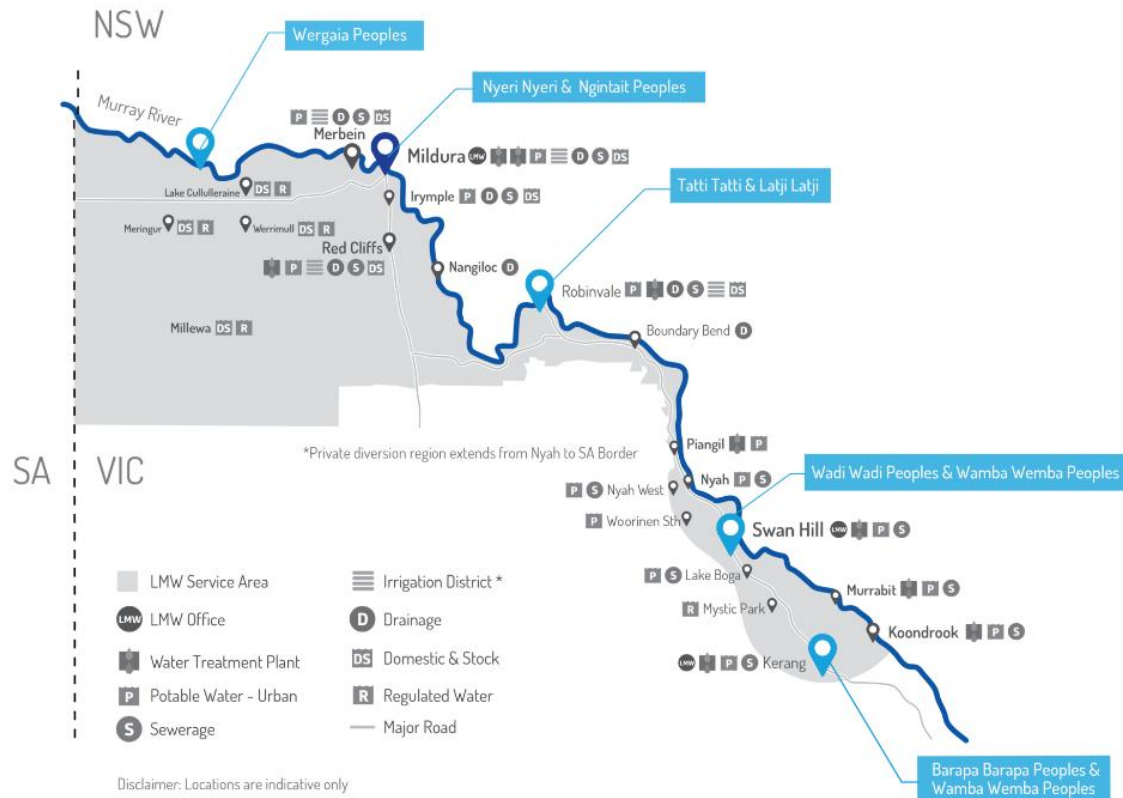 NSW
Wergaia Peoples
Nyeri Nyeri & Ngintait Peoples
Murray River
P D S DS
Merbein
Mildura LMW P D S DS
Tatti Tatti & Latji Latji
Lake Cullulleraine DS R
Irymple P D S DS
Meringur DS R
Werrimull DS R
Red Cliffs
P D S DS
Nangiloc D
Robinvale P D S DS
Millewa DS R
Boundary Bend D
Piangil P
*Private diversion region extends from Nyah to SA Border
SA
VIC
Wadi Wadi Peoples & Wamba Wemba Peoples
Nyah P S
P S Nyah West
P Woorinen Sth
Swan Hill LMW P S
P S Lake Boga
Murrabit P S
R Mystic Park
Koondrook P S
LMW P S Kerang
LMW Service Area
LMW LMW Office
Water Treatment Plant
P Potable Water - Urban
S Sewerage
Irrigation District *
D Drainage
DS Domestic & Stock
R Regulated Water
Major Road
Barapa Barapa Peoples &
Wamba Wemba Peoples
Disclaimer: Locations are indicative only